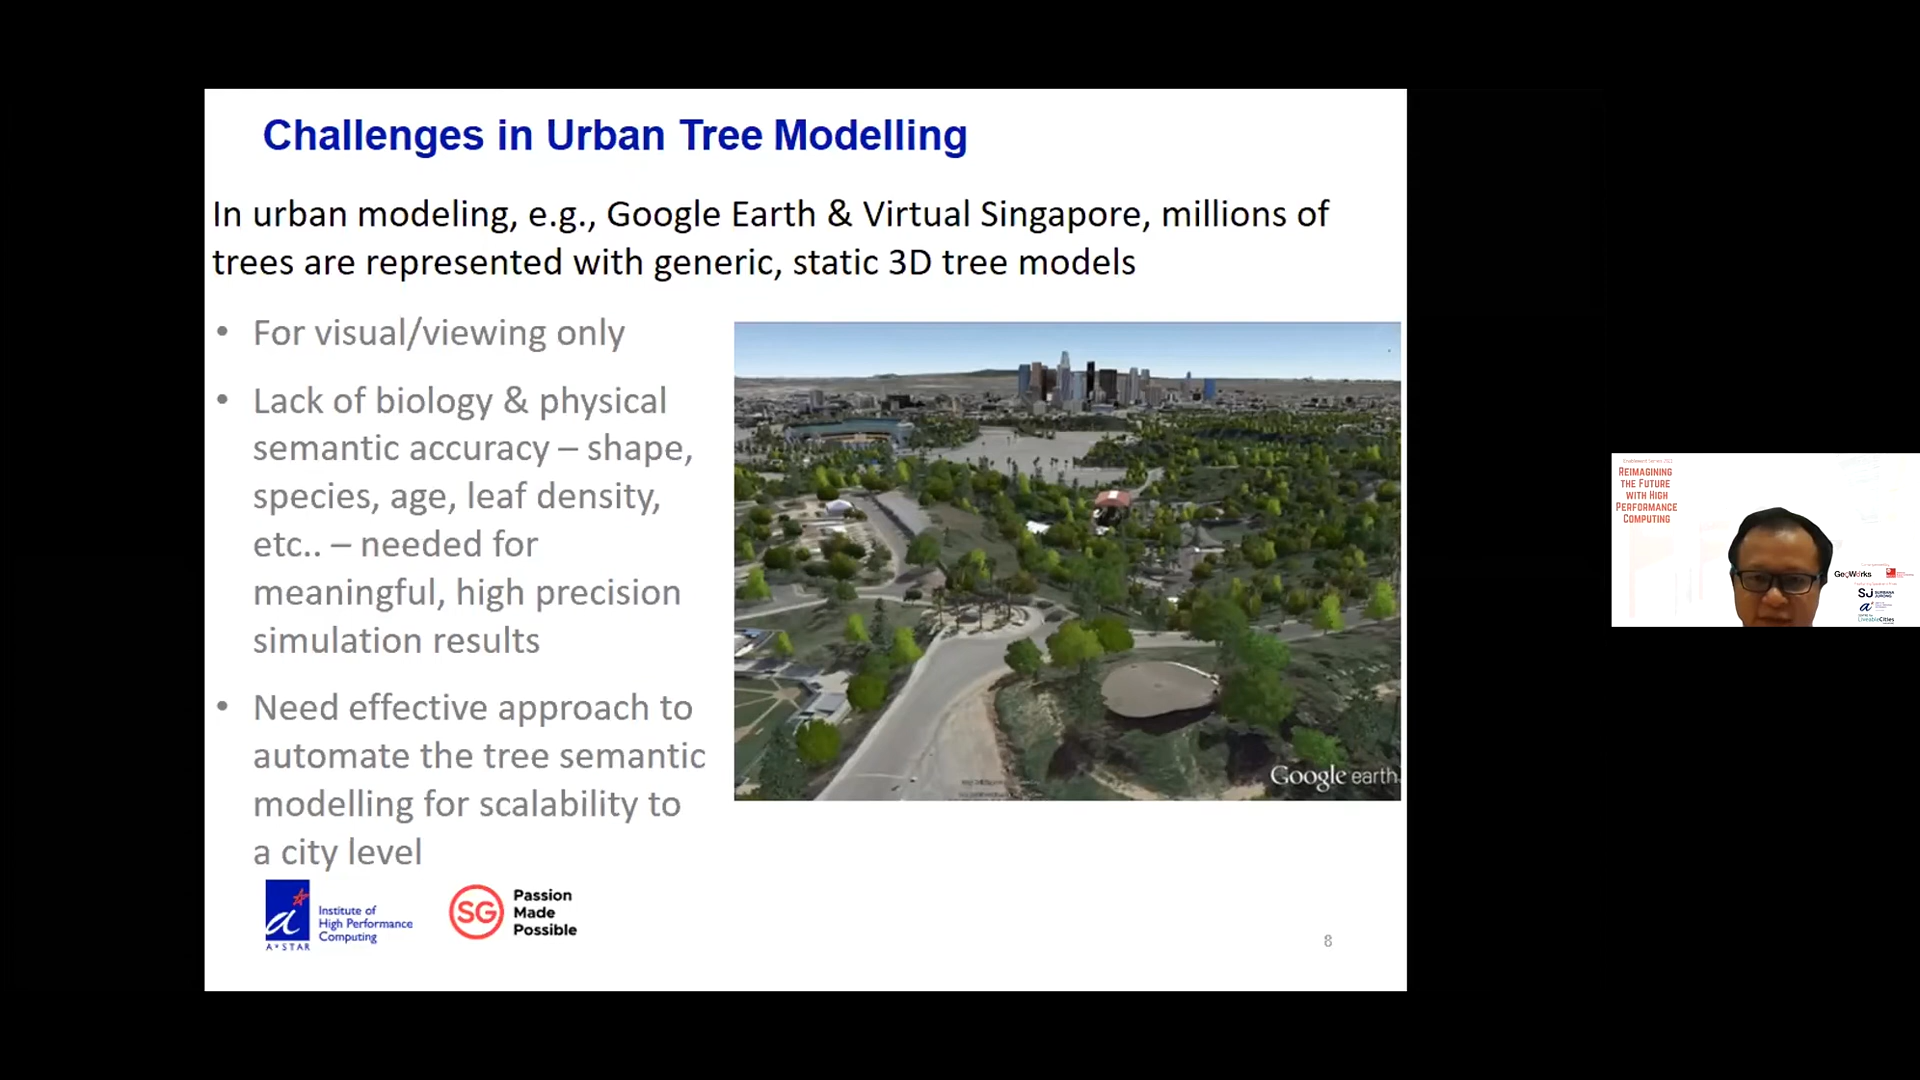 Challenges in Urban Tree Modelling
In urban modeling, e.g., Google Earth & Virtual Singapore, millions of
trees are represented with generic, static 3D tree models
• For visual/viewing only
• Lack of biology & physical
semantic accuracy – shape,
species, age, leaf density,
etc.. – needed for
meaningful, high precision
simulation results
• Need effective approach to
automate the tree semantic
modelling for scalability to
a city level
Google earth
a
A*STAR
Institute of
High Performance
Computing
SG
Passion
Made
Possible
8
REIMAGINING
THE FUTURE
WITH HIGH
PERFORMANCE
COMPUTING
GeoWorks
SJ SURBANA
JURONG
LiveableCities